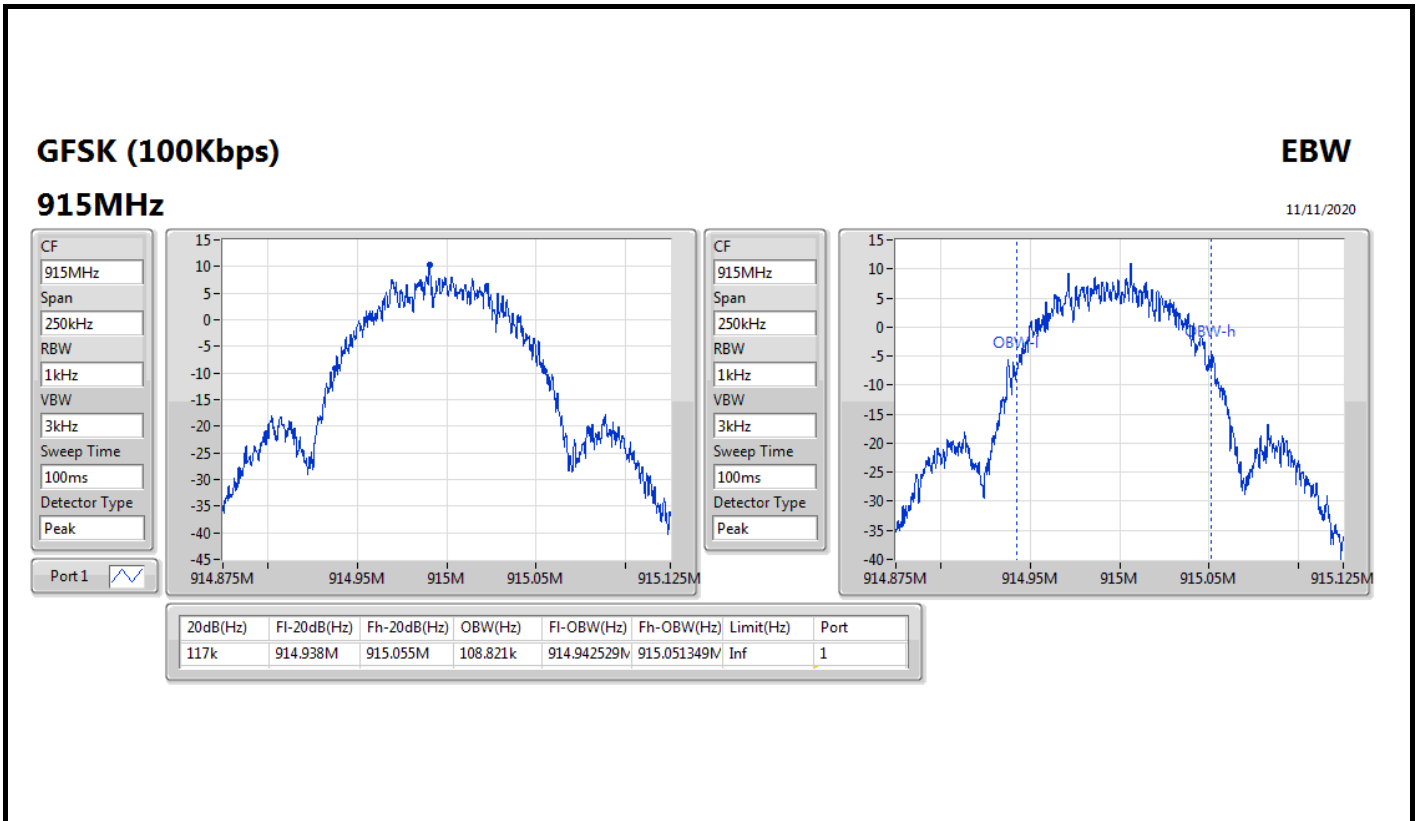 GFSK (100Kbps)
EBW
915MHz
11/11/2020
CF
915MHz
Span
250kHz
RBW
1kHz
VBW
3kHz
Sweep Time
100ms
Detector Type
Peak
Port 1
15
10
5
0
-5
-10
-15
-20
-25
-30
-35
-40
-45
914.875M 914.95M 915M 915.05M 915.125M
CF
915MHz
Span
250kHz
RBW
1kHz
VBW
3kHz
Sweep Time
100ms
Detector Type
Peak
15
10
5
0
-5
-10
-15
-20
-25
-30
-35
-40
OBW-l
OBW-h
914.875M 914.95M 915M 915.05M 915.125M
20dB(Hz) Fl-20dB(Hz) Fh-20dB(Hz) OBW(Hz) Fl-OBW(Hz) Fh-OBW(Hz) Limit(Hz) Port
117k 914.938M 915.055M 108.821k 914.942529M 915.051349M Inf 1